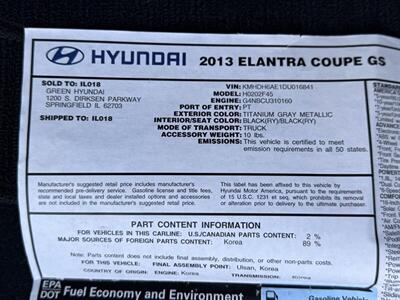 HYUNDAI 2013 ELANTRA COUPE GS
SOLD TO: IL018
GREEN HYUNDAI
1200 S. DIRKSEN PARKWAY
SPRINGFIELD IL 62703
SHIPPED TO: IL018
VIN: KMHDH6AE1DU016841
MODEL: H0202F45
ENGINE: G4NBCU310160
PORT OF ENTRY: PT
EXTERIOR COLOR: TITANIUM GRAY METALLIC
INTERIOR/SEAT COLOR: BLACK(RY)/BLACK(RY)
MODE OF TRANSPORT: TRUCK
ACCESSORY WEIGHT: 10 lbs.
EMISSIONS: This vehicle is certified to meet
emission requirements in all 50 states.
Manufacturer's suggested retail price includes manufacturer's
recommended pre-delivery service. Gasoline, license and title fees,
state and local taxes and dealer installed options and accessories
are not included in the manufacturer's suggested retail price.
This label has been affixed to this vehicle by
Hyundai Motor America, pursuant to the requirements of
15 U.S.C. 1231 et seq, which prohibits its removal
or alteration prior to delivery to the ultimate purchaser.
PART CONTENT INFORMATION
FOR VEHICLES IN THIS CARLINE: U.S./CANADIAN PARTS CONTENT: 2 %
MAJOR SOURCES OF FOREIGN PARTS CONTENT: Korea 89 %
Note: Parts content does not include final assembly, distribution, or other non-parts costs.
FOR THIS VEHICLE: FINAL ASSEMBLY POINT: Ulsan, Korea
COUNTRY OF ORIGIN: ENGINE: Korea TRANSMISSION: Korea
EPA
DOT Fuel Economy and Environment